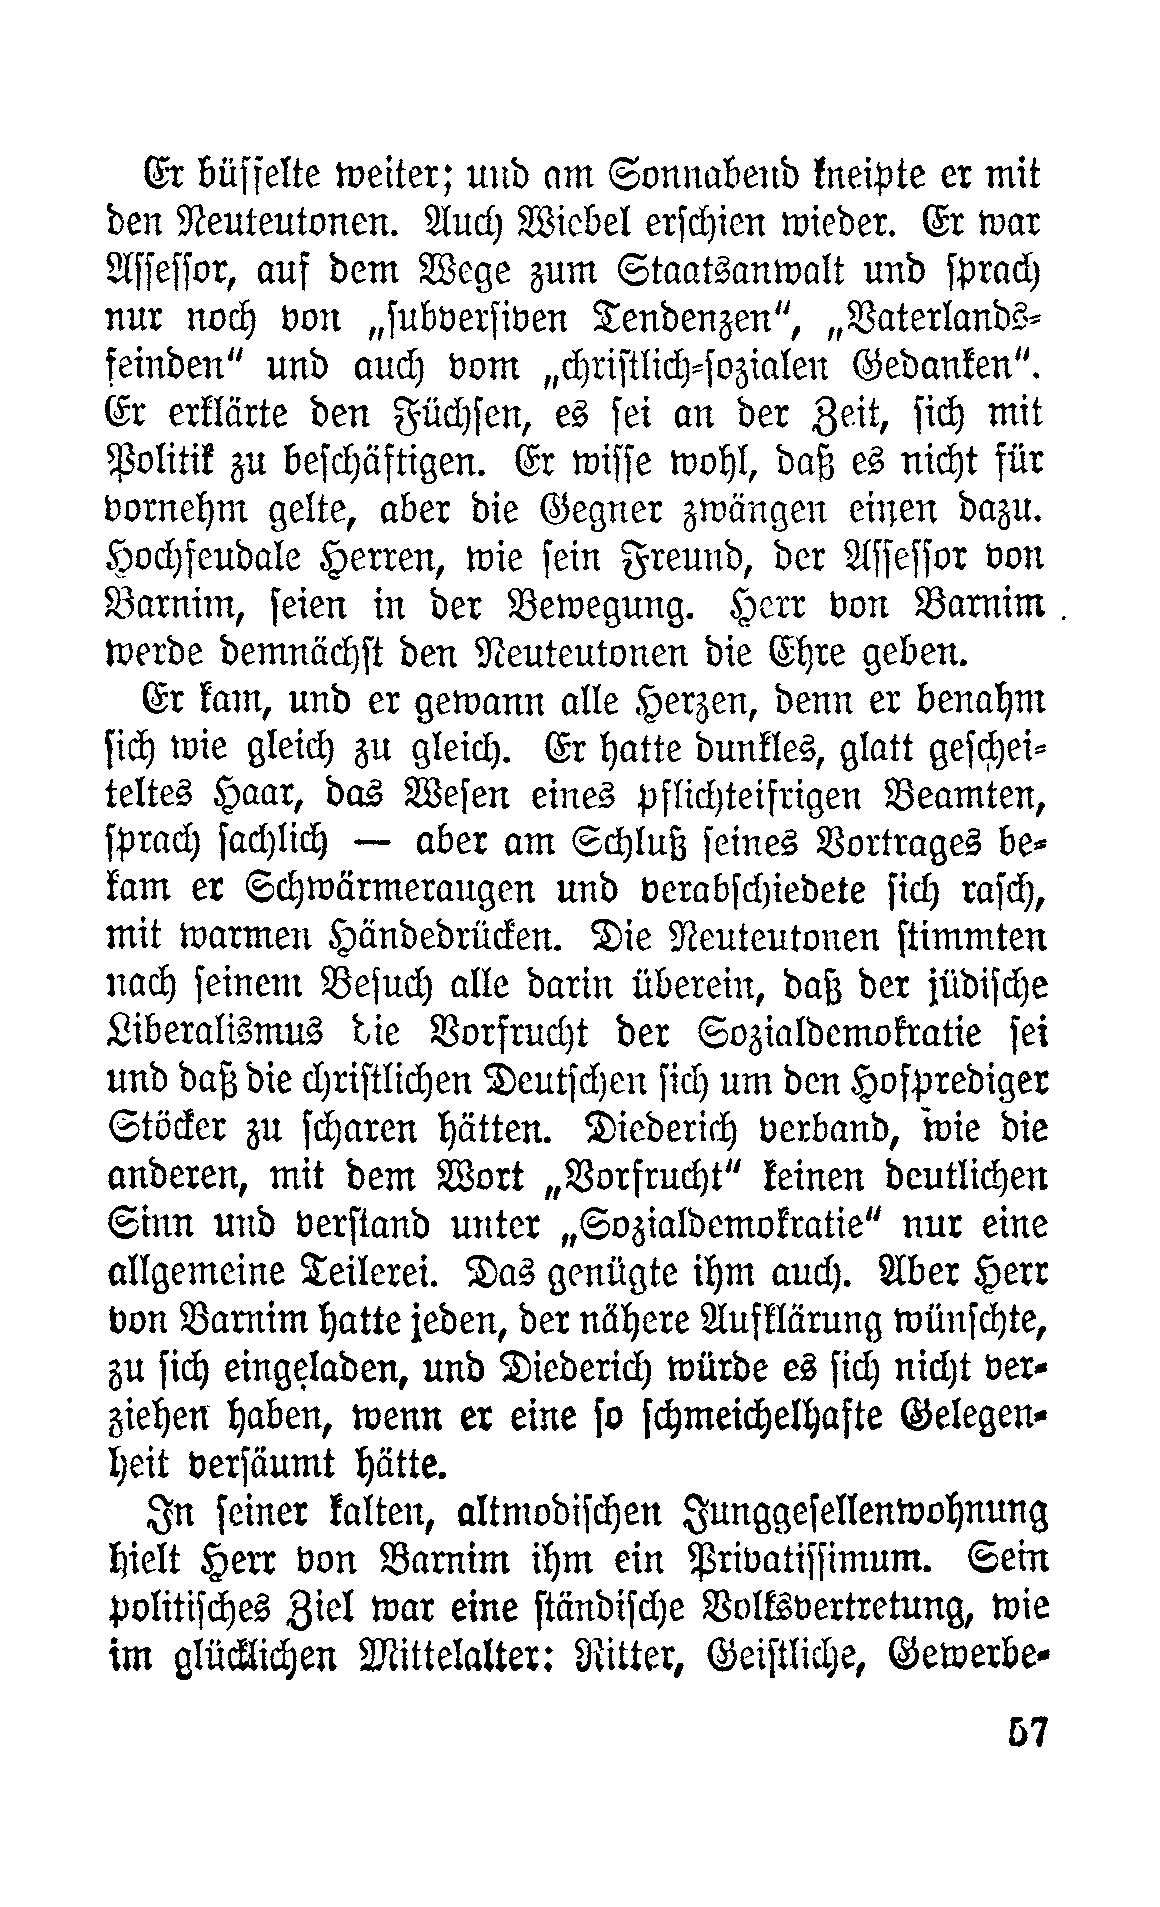 Er büffelte weiter; und am Sonnabend kneipte er mit
den Neuteutonen. Auch Wiebel erschien wieder. Er war
Assessor, auf dem Wege zum Staatsanwalt und sprach
nur noch von „subversiven Tendenzen“, „Vaterlands-
feinden“ und auch vom „christlich-sozialen Gedanken“.
Er erklärte den Füchsen, es sei an der Zeit, sich mit
Politik zu beschäftigen. Er wisse wohl, daß es nicht für
vornehm gelte, aber die Gegner zwängen einen dazu.
Hochfeudale Herren, wie sein Freund, der Assessor von
Barnim, seien in der Bewegung. Herr von Barnim
werde demnächst den Neuteutonen die Ehre geben.
Er kam, und er gewann alle Herzen, denn er benahm
sich wie gleich zu gleich. Er hatte dunkles, glatt geschei-
teltes Haar, das Wesen eines pflichteifrigen Beamten,
sprach sachlich — aber am Schluß seines Vortrages be-
kam er Schwärmeraugen und verabschiedete sich rasch,
mit warmen Händedrücken. Die Neuteutonen stimmten
nach seinem Besuch alle darin überein, daß der jüdische
Liberalismus die Vorfrucht der Sozialdemokratie sei
und daß die christlichen Deutschen sich um den Hofprediger
Stöcker zu scharen hätten. Diederich verband, wie die
anderen, mit dem Wort „Vorfrucht“ keinen deutlichen
Sinn und verstand unter „Sozialdemokratie“ nur eine
allgemeine Teilerei. Das genügte ihm auch. Aber Herr
von Barnim hatte jeden, der nähere Aufklärung wünschte,
zu sich eingeladen, und Diederich würde es sich nicht ver-
ziehen haben, wenn er eine so schmeichelhafte Gelegen-
heit versäumt hätte.
In seiner kalten, altmodischen Junggesellenwohnung
hielt Herr von Barnim ihm ein Privatissimum. Sein
politisches Ziel war eine ständische Volksvertretung, wie
im glücklichen Mittelalter: Ritter, Geistliche, Gewerbe-
57